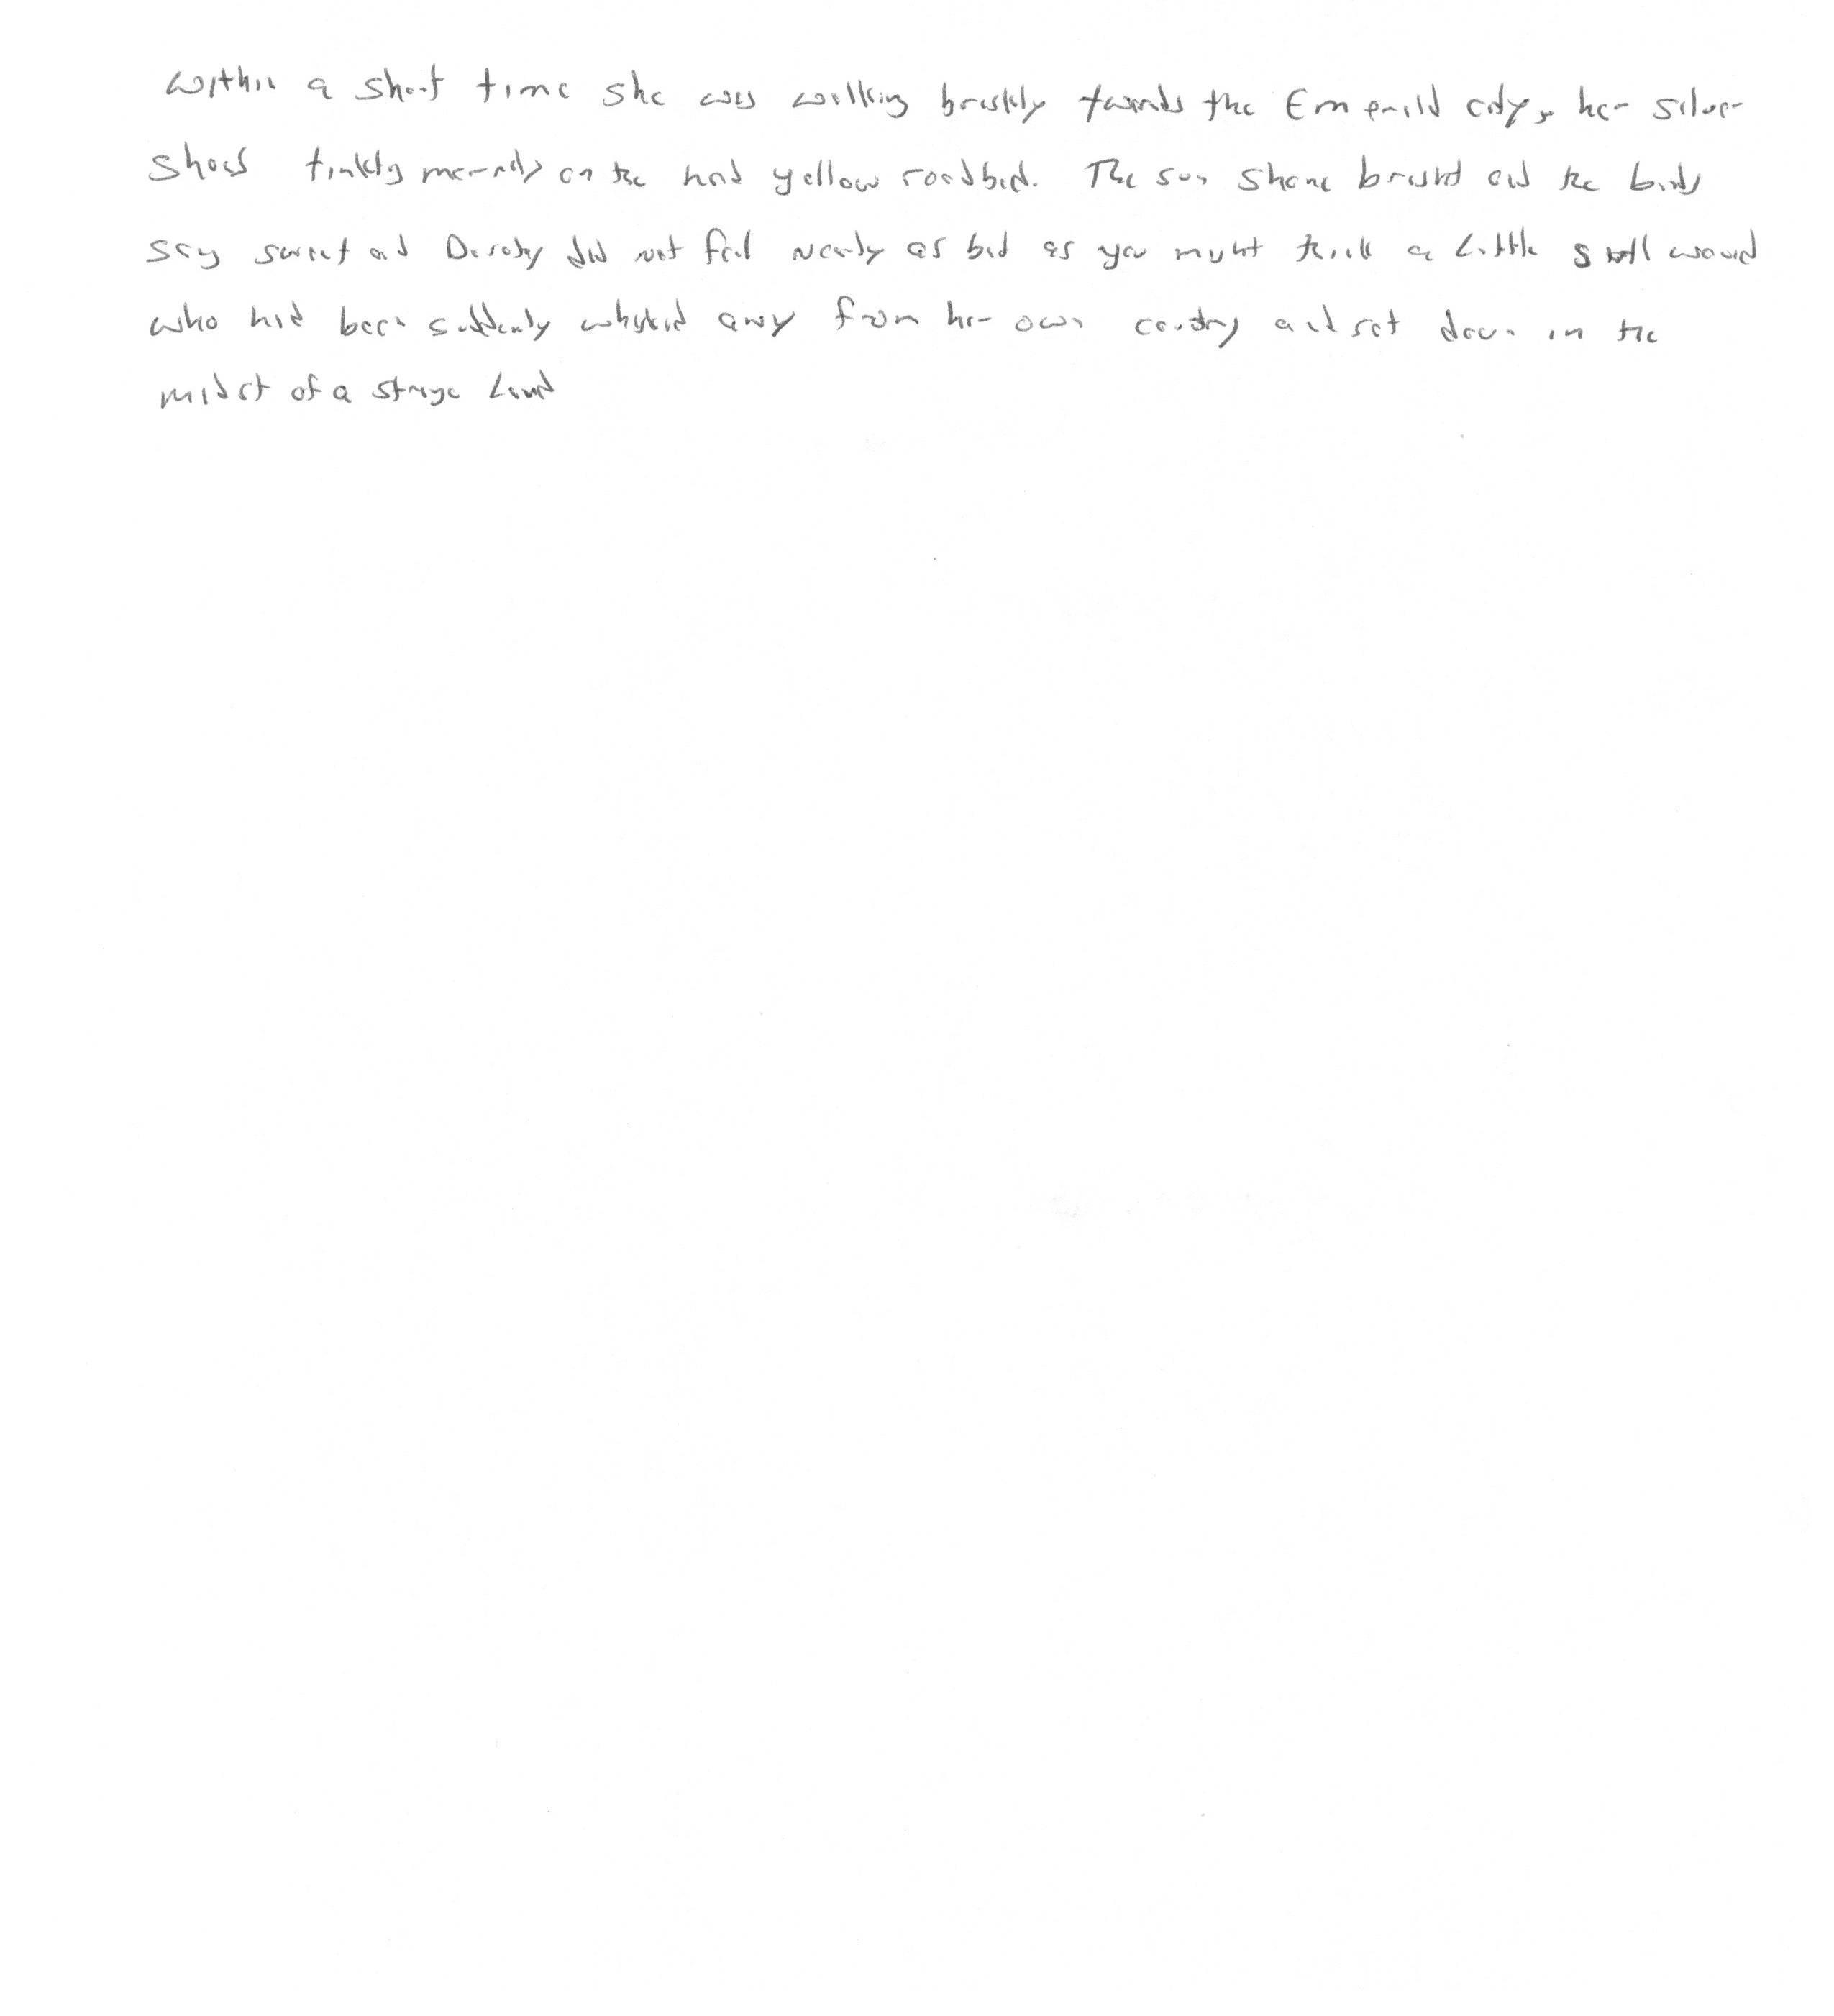 Within a short time she was walking briskly towards the Emerald City, her silver
shoes tinkling merrily on the hard yellow roadbed. The sun shone bright and the birds
sang sweet and Dorothy did not feel nearly as bad as you might think a little small would
who had been suddenly whisked away from her own country and set down in the
midst of a strange land